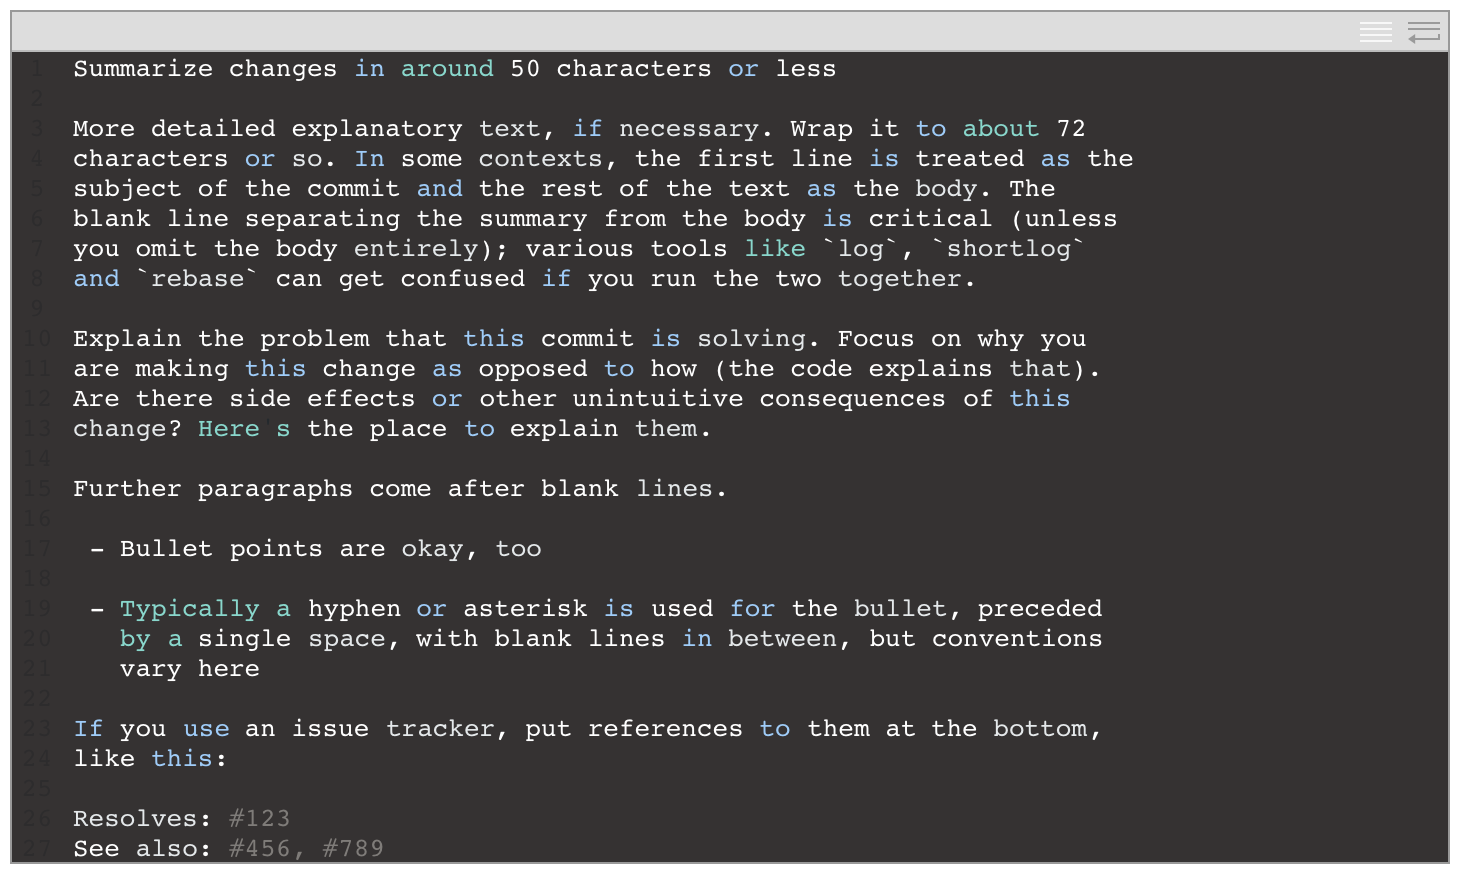 1 Summarize changes in around 50 characters or less
2
3 More detailed explanatory text, if necessary. Wrap it to about 72
4 characters or so. In some contexts, the first line is treated as the
5 subject of the commit and the rest of the text as the body. The
6 blank line separating the summary from the body is critical (unless
7 you omit the body entirely); various tools like `log`, `shortlog`
8 and `rebase` can get confused if you run the two together.
9
10 Explain the problem that this commit is solving. Focus on why you
11 are making this change as opposed to how (the code explains that).
12 Are there side effects or other unintuitive consequences of this
13 change? Here's the place to explain them.
14
15 Further paragraphs come after blank lines.
16
17  - Bullet points are okay, too
18
19  - Typically a hyphen or asterisk is used for the bullet, preceded
20    by a single space, with blank lines in between, but conventions
21    vary here
22
23 If you use an issue tracker, put references to them at the bottom,
24 like this:
25
26 Resolves: #123
27 See also: #456, #789